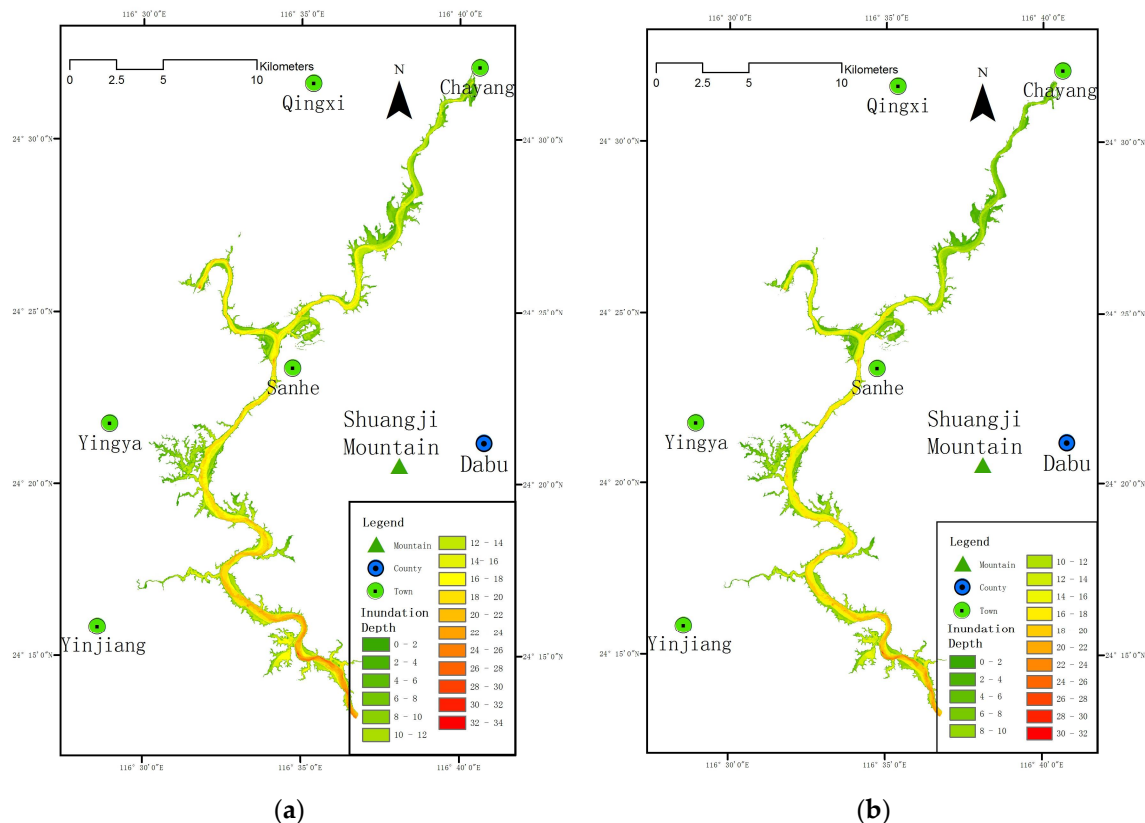 116° 30'0"E 116° 35'0"E 116° 40'0"E
0 2.5 5 10 Kilometers
N
Qingxi
Chayang
24° 30'0"N 24° 30'0"N
24° 25'0"N 24° 25'0"N
Sanhe
Yingya
Shuangji
Mountain
Dabu
24° 20'0"N 24° 20'0"N
Yinjiang
24° 15'0"N 24° 15'0"N
Legend
Mountain
County
Town
Inundation
Depth
0 - 2
2 - 4
4 - 6
6 - 8
8 - 10
10 - 12
12 - 14
14- 16
16 - 18
18 - 20
20 - 22
22 24
24 - 26
26 - 28
28 - 30
30 - 32
32 - 34
116° 30'0"E 116° 35'0"E 116° 40'0"E
(a)
116° 30'0"E 116° 35'0"E 116° 40'0"E
0 2.5 5 10 Kilometers
N
Qingxi
Chayang
24° 30'0"N 24° 30'0"N
24° 25'0"N 24° 25'0"N
Sanhe
Yingya
Shuangji
Mountain
Dabu
24° 20'0"N 24° 20'0"N
Yinjiang
24° 15'0"N 24° 15'0"N
Legend
Mountain
County
Town
Inundation
Depth
0 - 2
2 - 4
4 - 6
6 - 8
8 - 10
10 - 12
12 - 14
14 - 16
16 - 18
18 20
20 - 22
22 - 24
24 - 26
26 - 28
28 - 30
30 - 32
116° 30'0"E 116° 35'0"E 116° 40'0"E
(b)